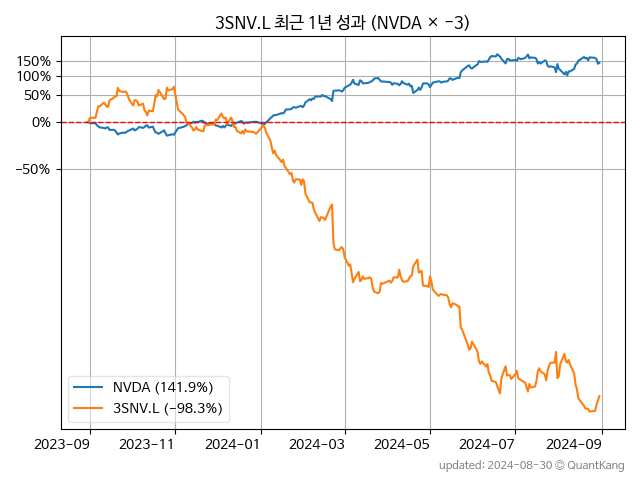 3SNV.L 최근 1년 성과 (NVDA × −3)
150%
100%
50%
0%
−50%
NVDA (141.9%)
3SNV.L (−98.3%)
2023-09 2023-11 2024-01 2024-03 2024-05 2024-07 2024-09
updated: 2024-08-30 © QuantKang